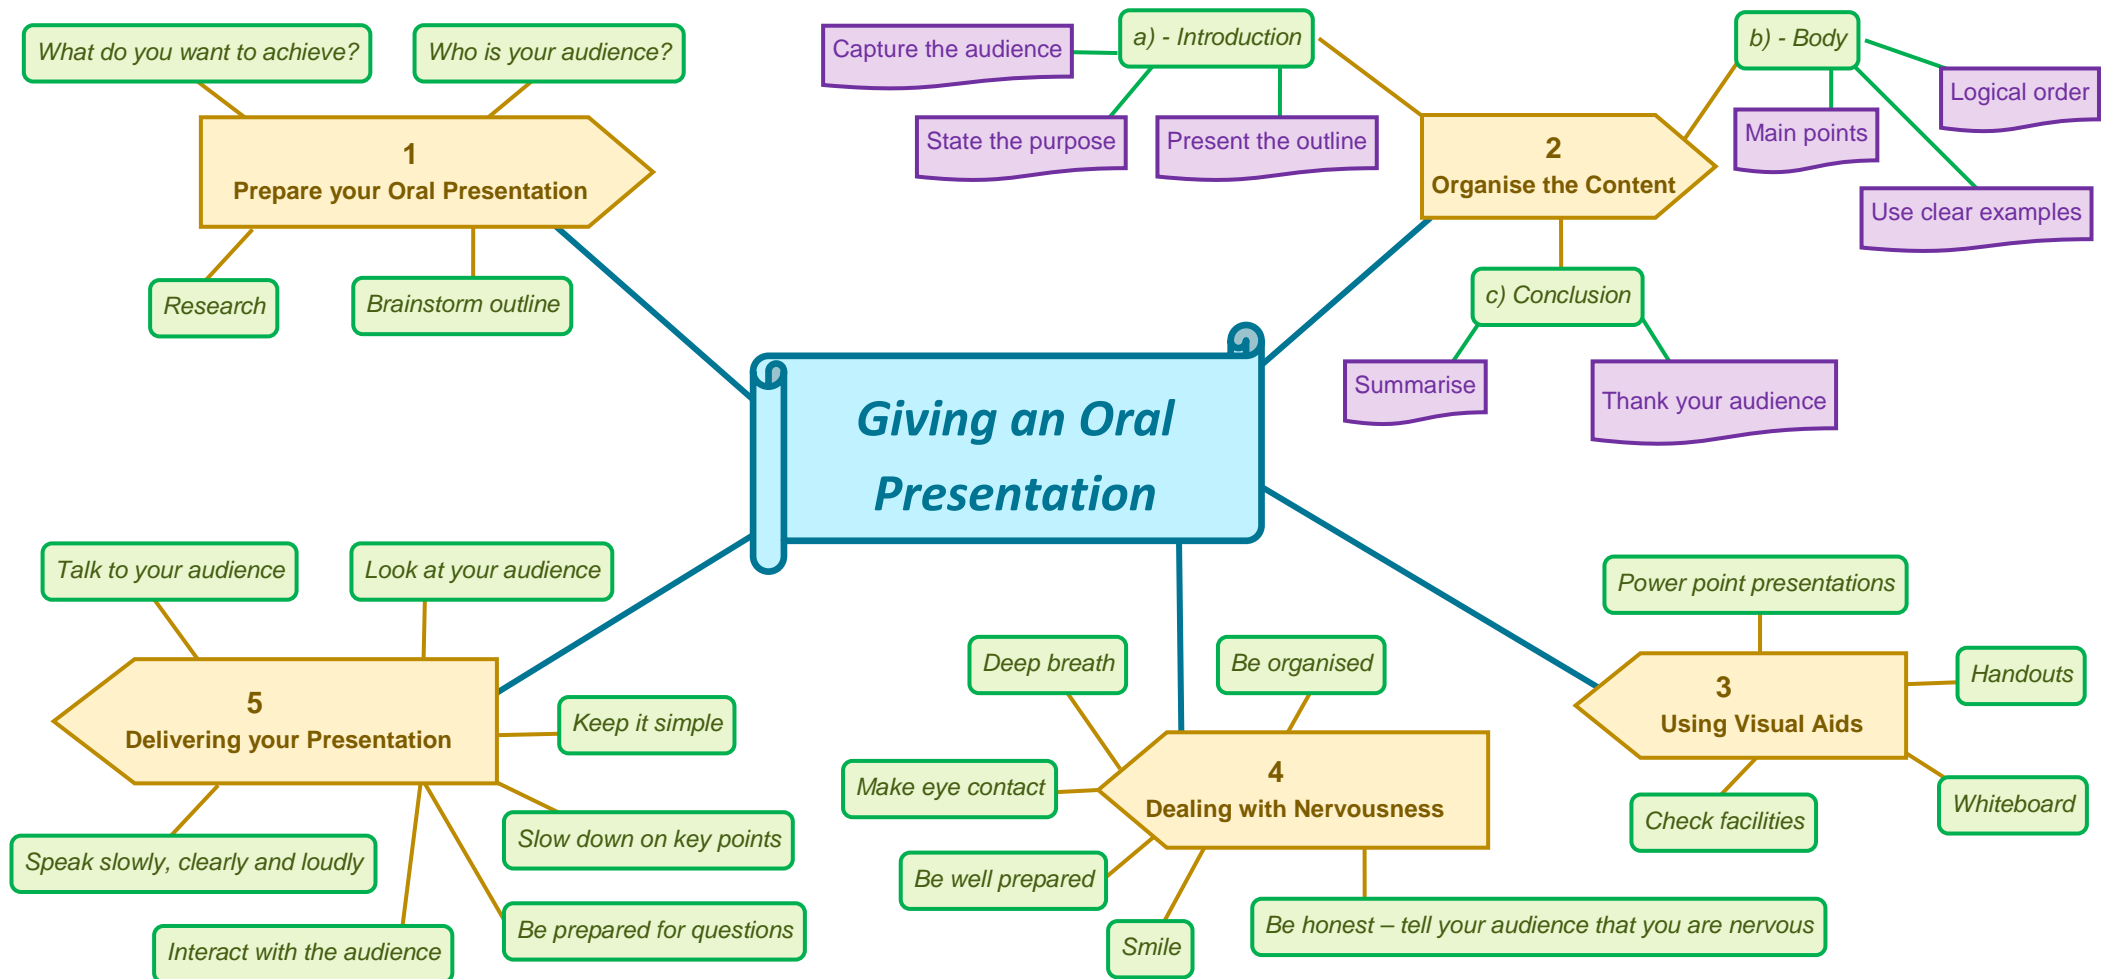 Giving an Oral
Presentation
1
Prepare your Oral Presentation
What do you want to achieve?
Who is your audience?
Research
Brainstorm outline
2
Organise the Content
a) - Introduction
Capture the audience
State the purpose
Present the outline
b) - Body
Main points
Logical order
Use clear examples
c) Conclusion
Summarise
Thank your audience
3
Using Visual Aids
Power point presentations
Handouts
Whiteboard
Check facilities
4
Dealing with Nervousness
Deep breath
Be organised
Make eye contact
Be well prepared
Smile
Be honest – tell your audience that you are nervous
5
Delivering your Presentation
Talk to your audience
Look at your audience
Keep it simple
Slow down on key points
Speak slowly, clearly and loudly
Interact with the audience
Be prepared for questions